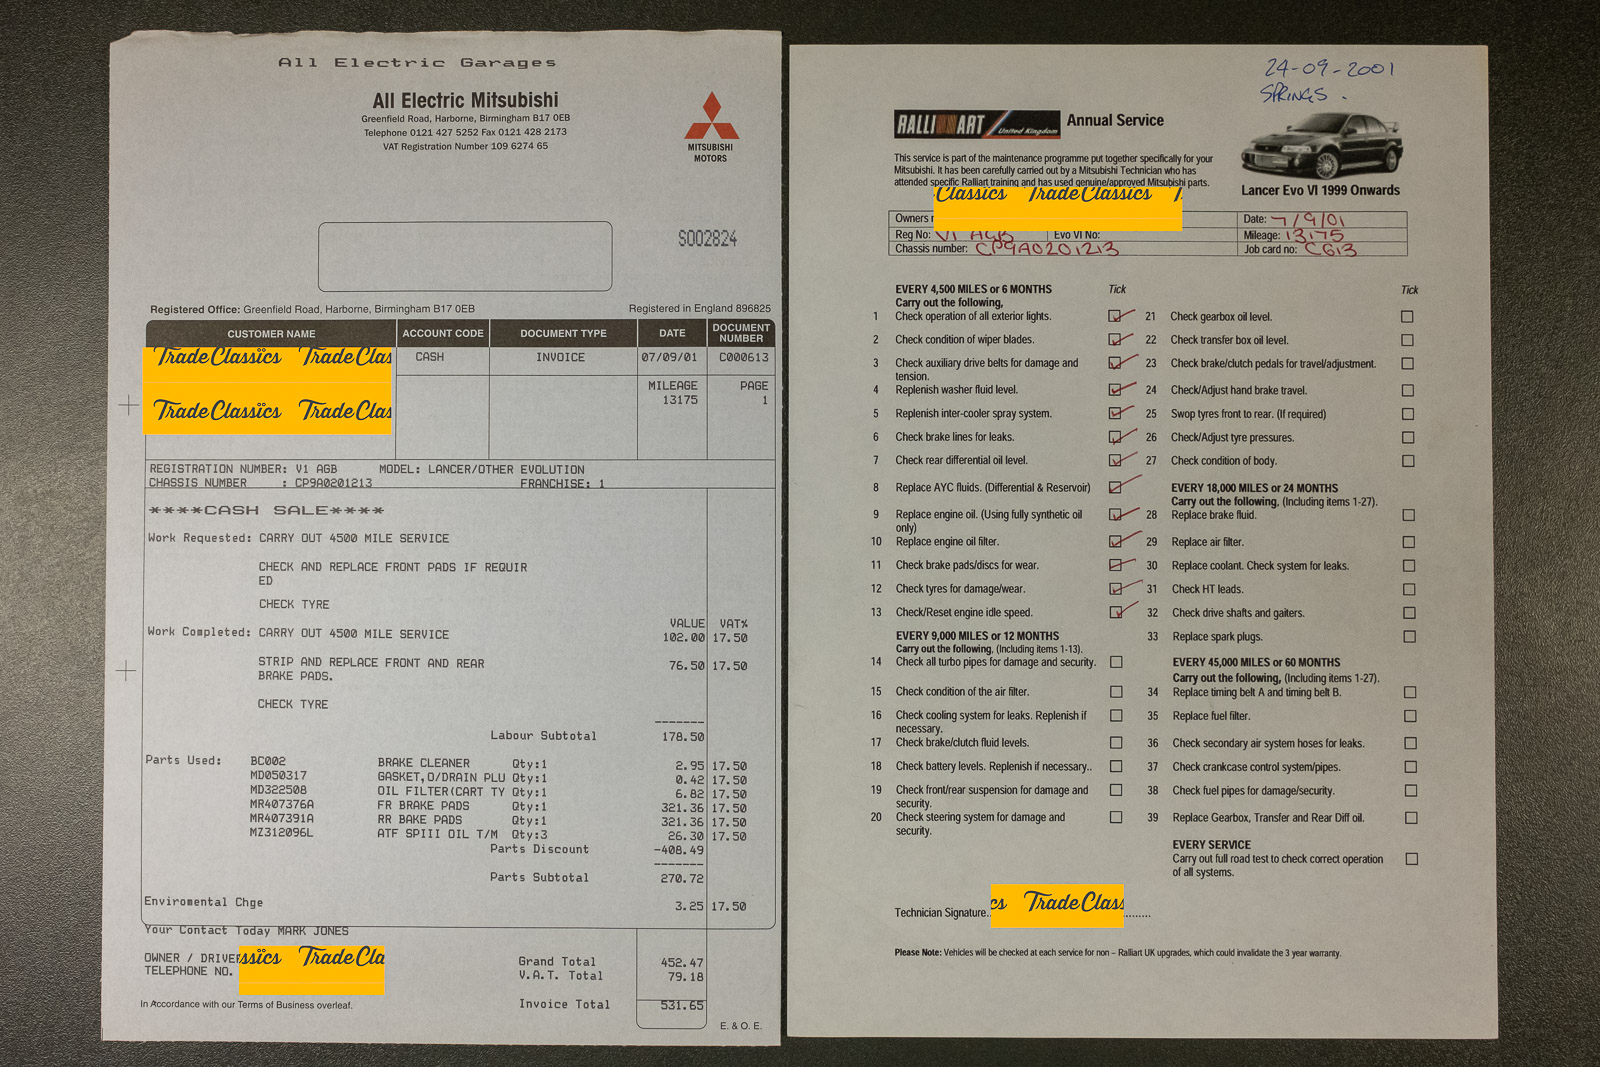 All Electric Garages
All Electric Mitsubishi
Greenfield Road, Harborne, Birmingham B17 0EB
Telephone 0121 427 5252 Fax 0121 428 2173
VAT Registration Number 109 6274 65
MITSUBISHI
MOTORS
S002824
Registered Office: Greenfield Road, Harborne, Birmingham B17 0EB Registered in England 896825
CUSTOMER NAME ACCOUNT CODE DOCUMENT TYPE DATE DOCUMENT NUMBER
TradeClassics TradeClas
CASH INVOICE 07/09/01 C000613
MILEAGE PAGE
13175 1
TradeClassics TradeClas
REGISTRATION NUMBER: V1 AGB MODEL: LANCER/OTHER EVOLUTION
CHASSIS NUMBER : CP9A0201213 FRANCHISE: 1
****CASH SALE****
Work Requested: CARRY OUT 4500 MILE SERVICE
CHECK AND REPLACE FRONT PADS IF REQUIR
ED
CHECK TYRE
VALUE VAT%
Work Completed: CARRY OUT 4500 MILE SERVICE 102.00 17.50
STRIP AND REPLACE FRONT AND REAR 76.50 17.50
BRAKE PADS.
CHECK TYRE
-------
Labour Subtotal 178.50
Parts Used: BC002 BRAKE CLEANER Qty:1 2.95 17.50
MD050317 GASKET,O/DRAIN PLU Qty:1 0.42 17.50
MD322508 OIL FILTER(CART TY Qty:1 6.82 17.50
MR407376A FR BRAKE PADS Qty:1 321.36 17.50
MR407391A RR BAKE PADS Qty:1 321.36 17.50
MZ312096L ATF SPIII OIL T/M Qty:3 26.30 17.50
Parts Discount -408.49
-------
Parts Subtotal 270.72
Enviromental Chge 3.25 17.50
Your Contact Today MARK JONES
OWNER / DRIVER
TELEPHONE NO.
ssics TradeCla
Grand Total 452.47
V.A.T. Total 79.18
Invoice Total 531.65
In Accordance with our Terms of Business overleaf.
E. & O. E.
24-09-2001
SPRINGS.
RALLIART United Kingdom
Annual Service
This service is part of the maintenance programme put together specifically for your
Mitsubishi. It has been carefully carried out by a Mitsubishi Technician who has
attended specific Ralliart training and has used genuine/approved Mitsubishi parts.
Lancer Evo VI 1999 Onwards
Classics TradeClassics T
Owners Date: 7/9/01
Reg No: V1 AGB Evo VI No: Mileage: 13175
Chassis number: CP9A0201213 Job card no: C613
EVERY 4,500 MILES or 6 MONTHS Tick
Carry out the following,
1 Check operation of all exterior lights.
2 Check condition of wiper blades.
3 Check auxiliary drive belts for damage and
tension.
4 Replenish washer fluid level.
5 Replenish inter-cooler spray system.
6 Check brake lines for leaks.
7 Check rear differential oil level.
8 Replace AYC fluids. (Differential & Reservoir)
9 Replace engine oil. (Using fully synthetic oil
only)
10 Replace engine oil filter.
11 Check brake pads/discs for wear.
12 Check tyres for damage/wear.
13 Check/Reset engine idle speed.
EVERY 9,000 MILES or 12 MONTHS
Carry out the following, (Including items 1-13).
14 Check all turbo pipes for damage and security.
15 Check condition of the air filter.
16 Check cooling system for leaks. Replenish if
necessary.
17 Check brake/clutch fluid levels.
18 Check battery levels. Replenish if necessary..
19 Check front/rear suspension for damage and
security.
20 Check steering system for damage and
security.
Tick
21 Check gearbox oil level.
22 Check transfer box oil level.
23 Check brake/clutch pedals for travel/adjustment.
24 Check/Adjust hand brake travel.
25 Swop tyres front to rear. (If required)
26 Check/Adjust tyre pressures.
27 Check condition of body.
EVERY 18,000 MILES or 24 MONTHS
Carry out the following, (Including items 1-27).
28 Replace brake fluid.
29 Replace air filter.
30 Replace coolant. Check system for leaks.
31 Check HT leads.
32 Check drive shafts and gaiters.
33 Replace spark plugs.
EVERY 45,000 MILES or 60 MONTHS
Carry out the following, (Including items 1-27).
34 Replace timing belt A and timing belt B.
35 Replace fuel filter.
36 Check secondary air system hoses for leaks.
37 Check crankcase control system/pipes.
38 Check fuel pipes for damage/security.
39 Replace Gearbox, Transfer and Rear Diff oil.
EVERY SERVICE
Carry out full road test to check correct operation
of all systems.
Technician Signature..
cs TradeClass
Please Note: Vehicles will be checked at each service for non – Ralliart UK upgrades, which could invalidate the 3 year warranty.